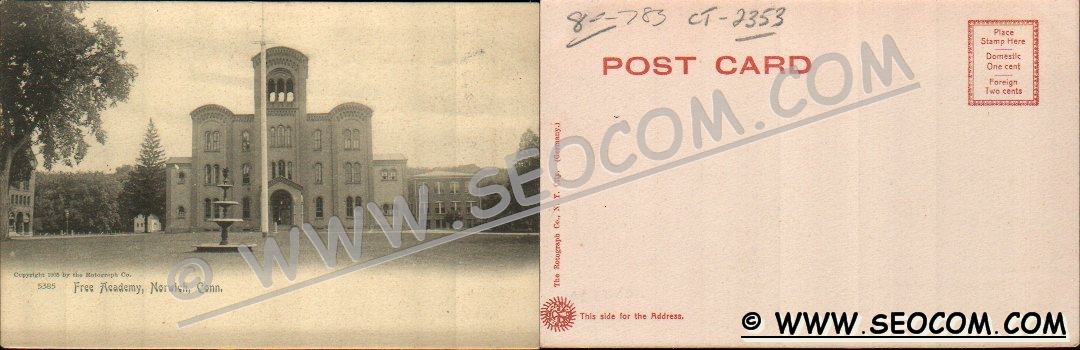 Copyright 1905 by the Rotograph Co.
5385 Free Academy, Norwich, Conn.
© WWW.SEOCOM.COM
8–783 CT-2353
POST CARD
Place
Stamp Here
Domestic
One cent
Foreign
Two cents
The Rotograph Co., N. Y. City. (Germany.)
This side for the Address.
© WWW.SEOCOM.COM